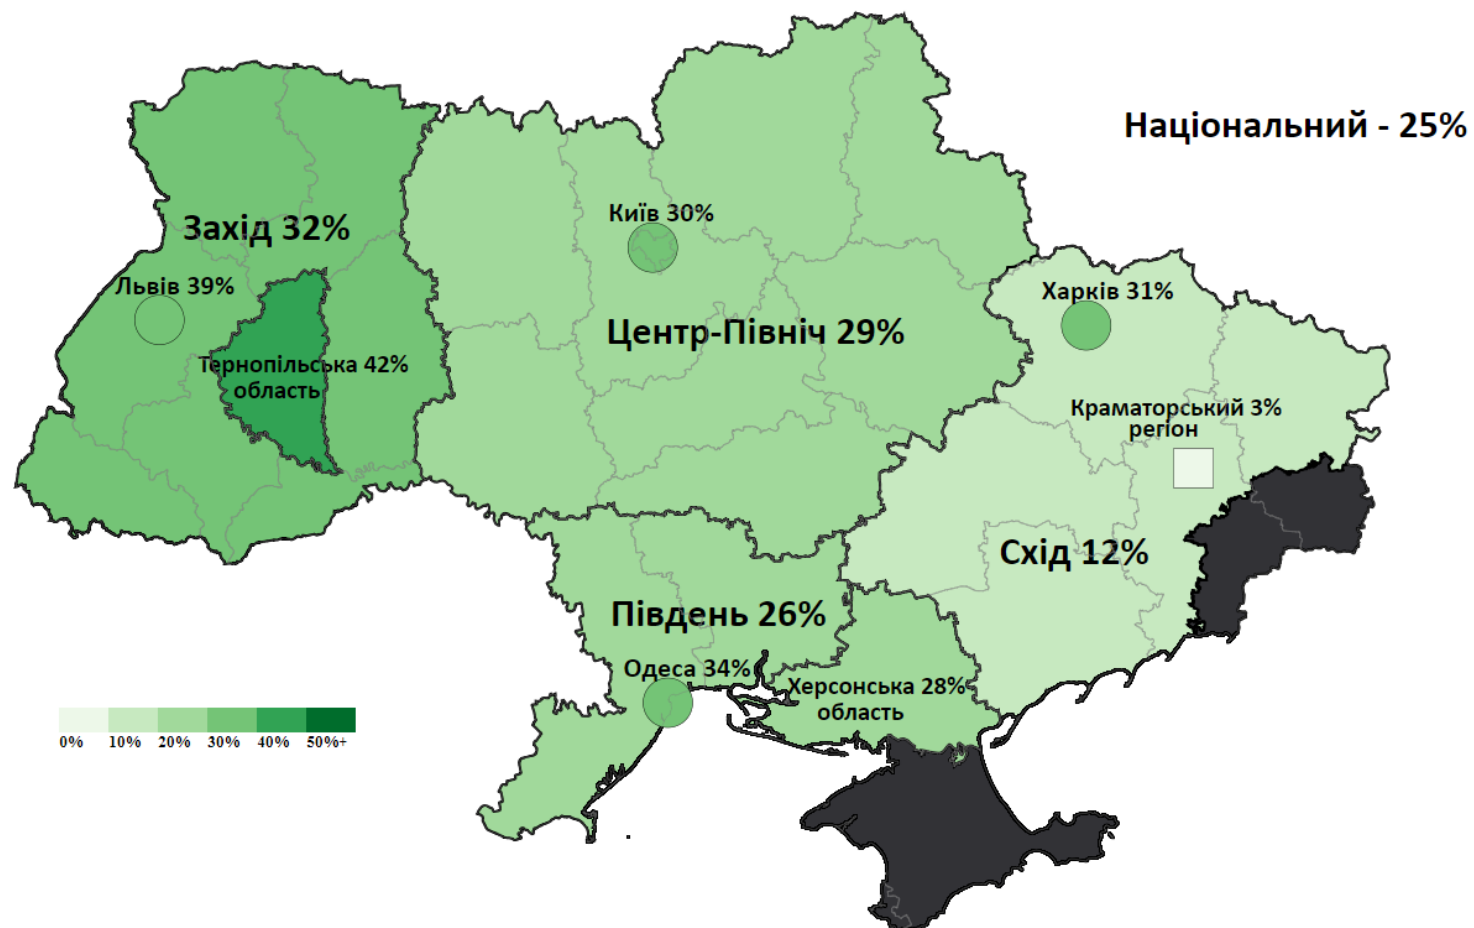 Національний - 25%
Захід 32%
Київ 30%
Львів 39%
Харків 31%
Центр-Північ 29%
Тернопільська 42%
область
Краматорський 3%
регіон
Схід 12%
Південь 26%
Одеса 34%
Херсонська 28%
область
0% 10% 20% 30% 40% 50%+